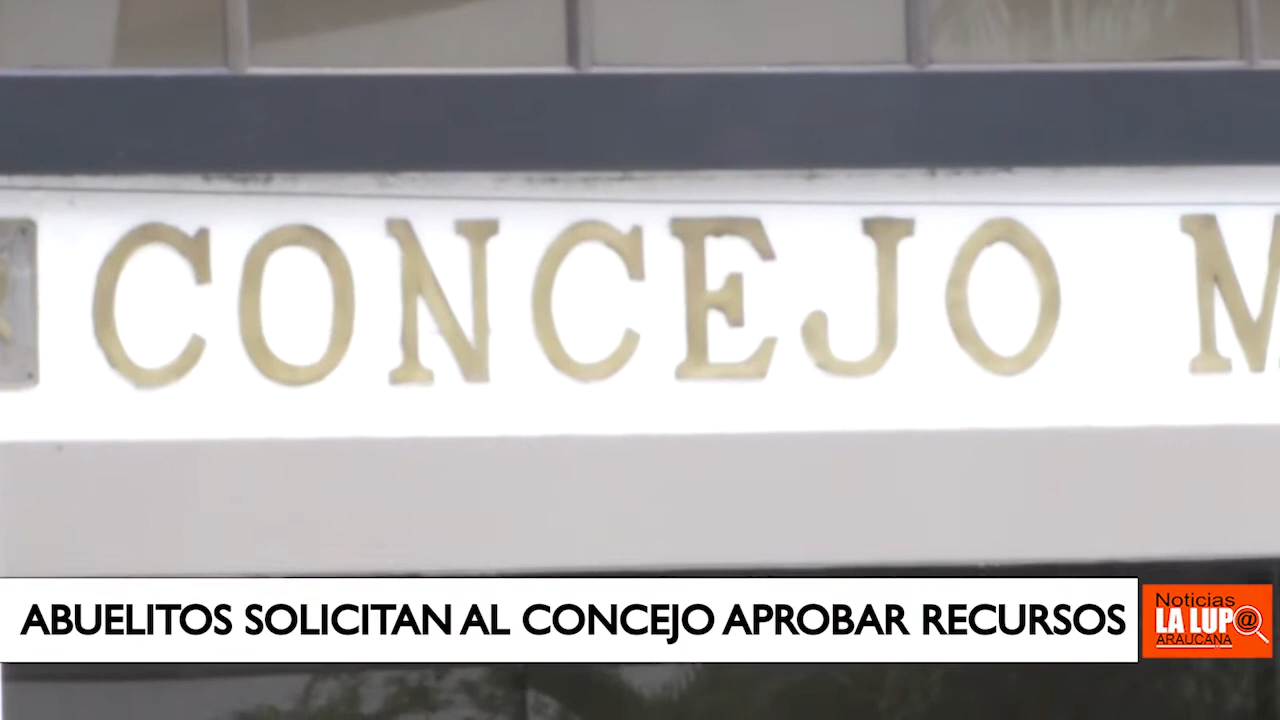 CONCEJO M
ABUELITOS SOLICITAN AL CONCEJO APROBAR RECURSOS
Noticias
LA LUP@
ARAUCANA